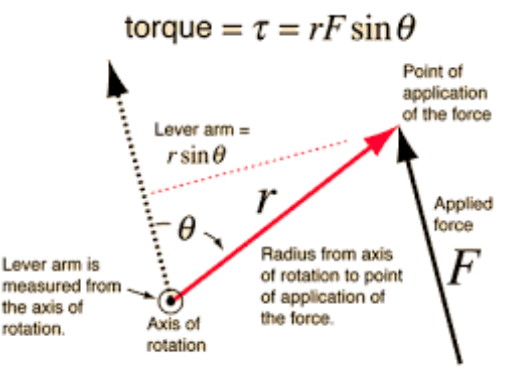 torque = τ = rF sin θ
Point of
application
of the force
Lever arm =
r sin θ
r
θ
Applied
force
F
Lever arm is
measured from
the axis of
rotation.
Radius from axis
of rotation to point
of application of
the force.
Axis of
rotation